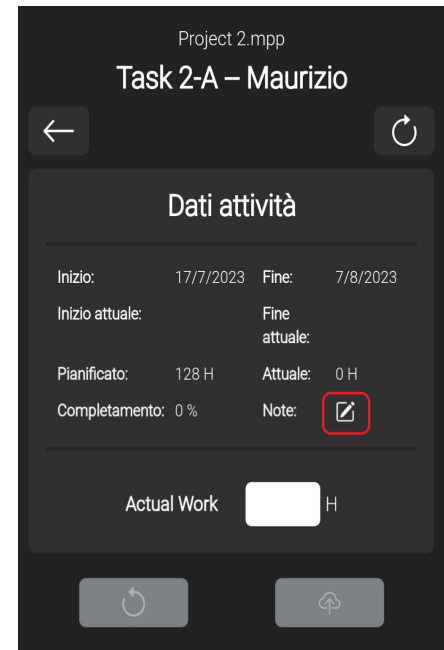 Project 2.mpp
Task 2-A – Maurizio
Dati attività
Inizio: 17/7/2023 Fine: 7/8/2023
Inizio attuale: Fine attuale:
Pianificato: 128 H Attuale: 0 H
Completamento: 0 % Note:
Actual Work H